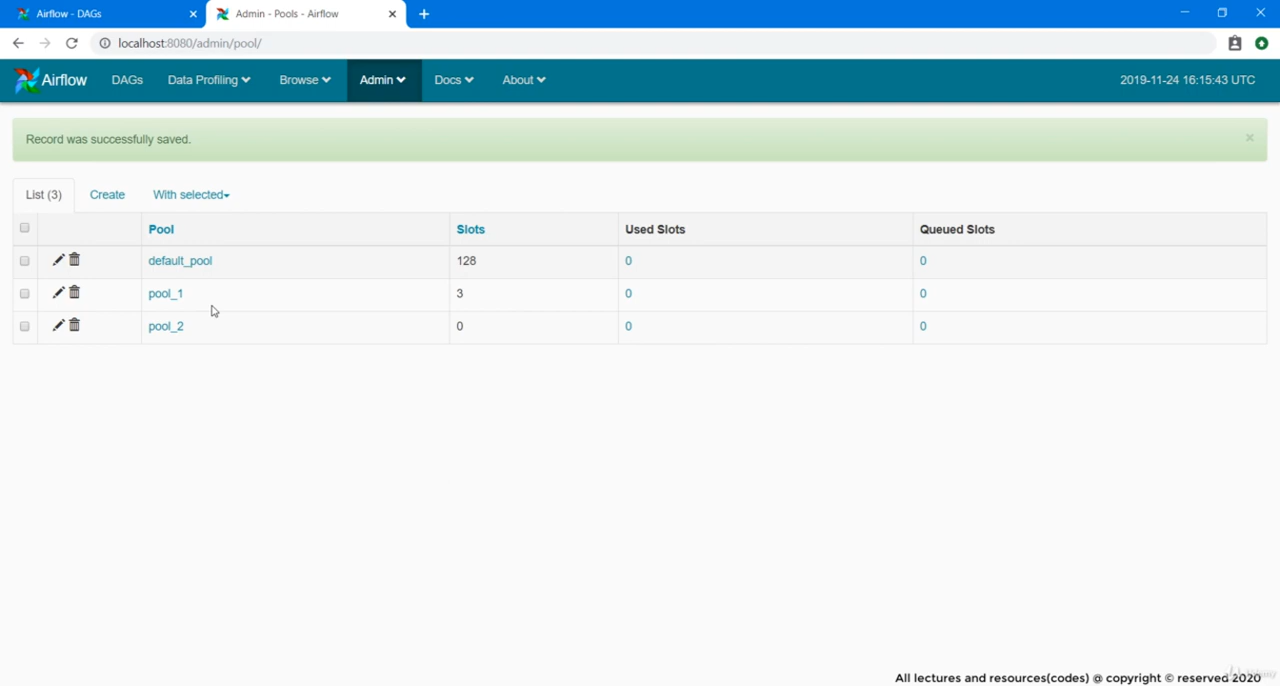 Airflow - DAGs
Admin - Pools - Airflow
localhost:8080/admin/pool/
Airflow DAGs Data Profiling Browse Admin Docs About 2019-11-24 16:15:43 UTC
Record was successfully saved.
List (3) Create With selected
Pool Slots Used Slots Queued Slots
default_pool 128 0 0
pool_1 3 0 0
pool_2 0 0 0
All lectures and resources(codes) @ copyright © reserved 2020